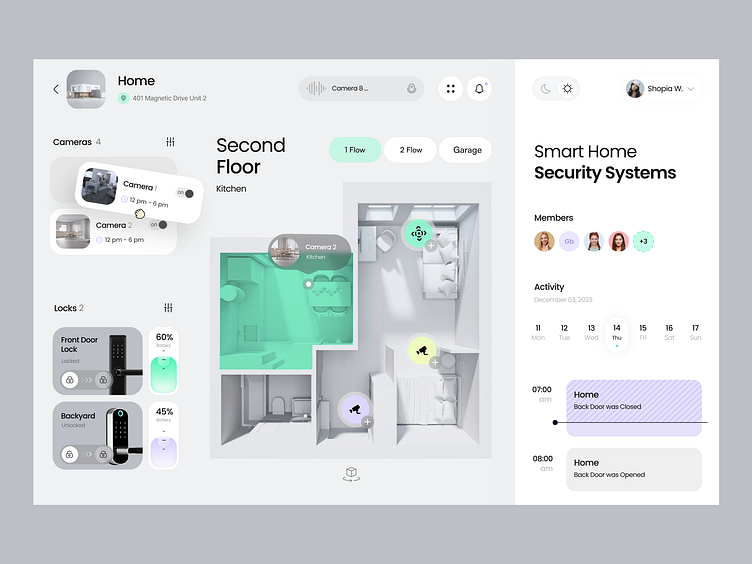 Home
401 Magnetic Drive Unit 2
Camera 8 ...
Shopia W.
Cameras 4
Camera 1
12 pm - 6 pm
on
Camera 2
12 pm - 6 pm
on
Second
Floor
Kitchen
1 Flow
2 Flow
Garage
Camera 2
Kitchen
Locks 2
Front Door
Lock
Locked
60%
Battery
Backyard
Unlocked
45%
Battery
Smart Home
Security Systems
Members
Gb
+3
Activity
December 03, 2023
11 12 13 14 15 16 17
Mon Tue Wed Thu Fri Sat Sun
07:00
am
Home
Back Door was Closed
08:00
am
Home
Back Door was Opened